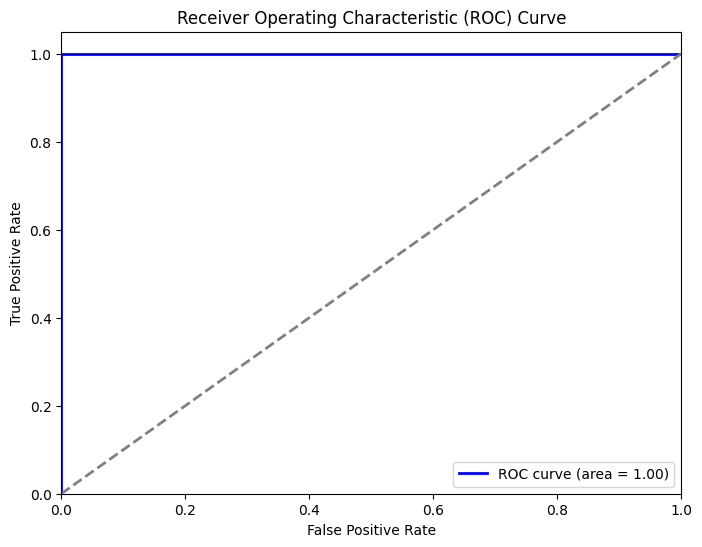 Receiver Operating Characteristic (ROC) Curve
True Positive Rate
1.0
0.8
0.6
0.4
0.2
0.0
ROC curve (area = 1.00)
0.0 0.2 0.4 0.6 0.8 1.0
False Positive Rate